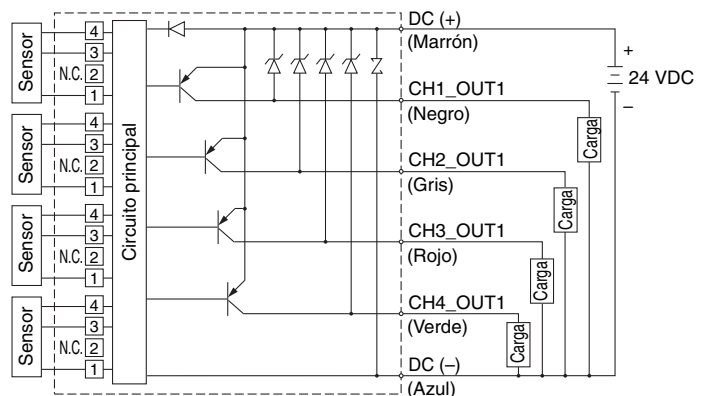 DC (+)
(Marrón)
Sensor
4
3
N.C. 2
1
+
24 VDC
–
CH1_OUT1
(Negro)
Carga
Sensor
4
3
N.C. 2
1
Circuito principal
CH2_OUT1
(Gris)
Carga
Sensor
4
3
N.C. 2
1
CH3_OUT1
(Rojo)
Carga
Sensor
4
3
N.C. 2
1
CH4_OUT1
(Verde)
Carga
DC (–)
(Azul)